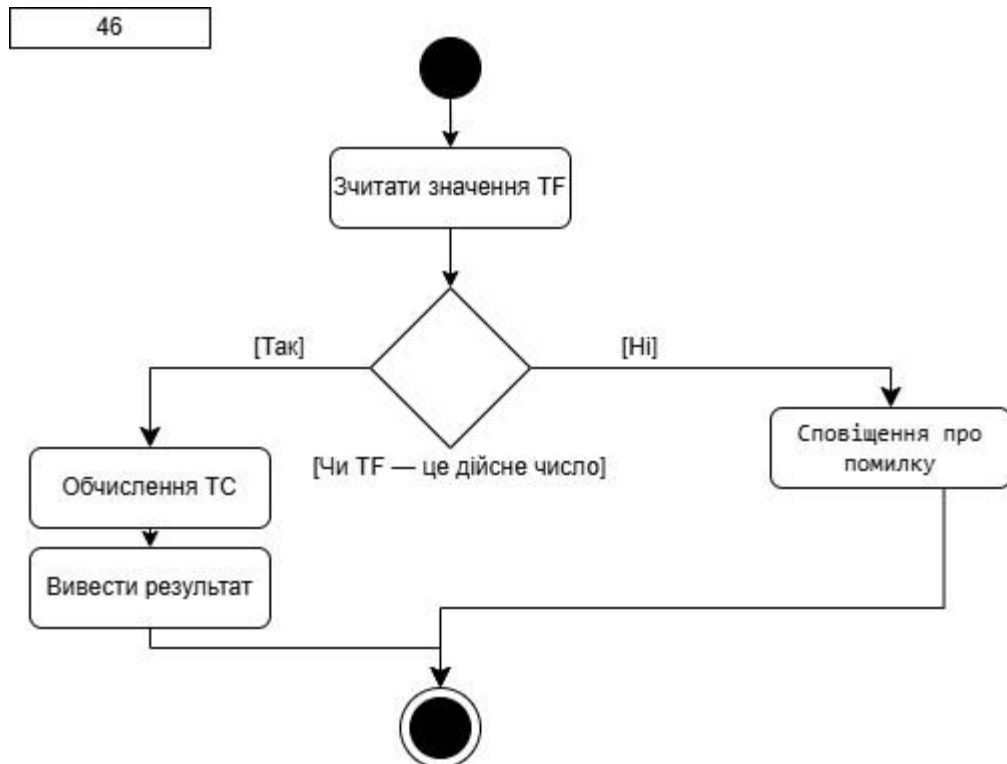 46
Зчитати значення TF
[Так]
[Ні]
Сповіщення про
помилку
[Чи TF — це дійсне число]
Обчислення TC
Вивести результат